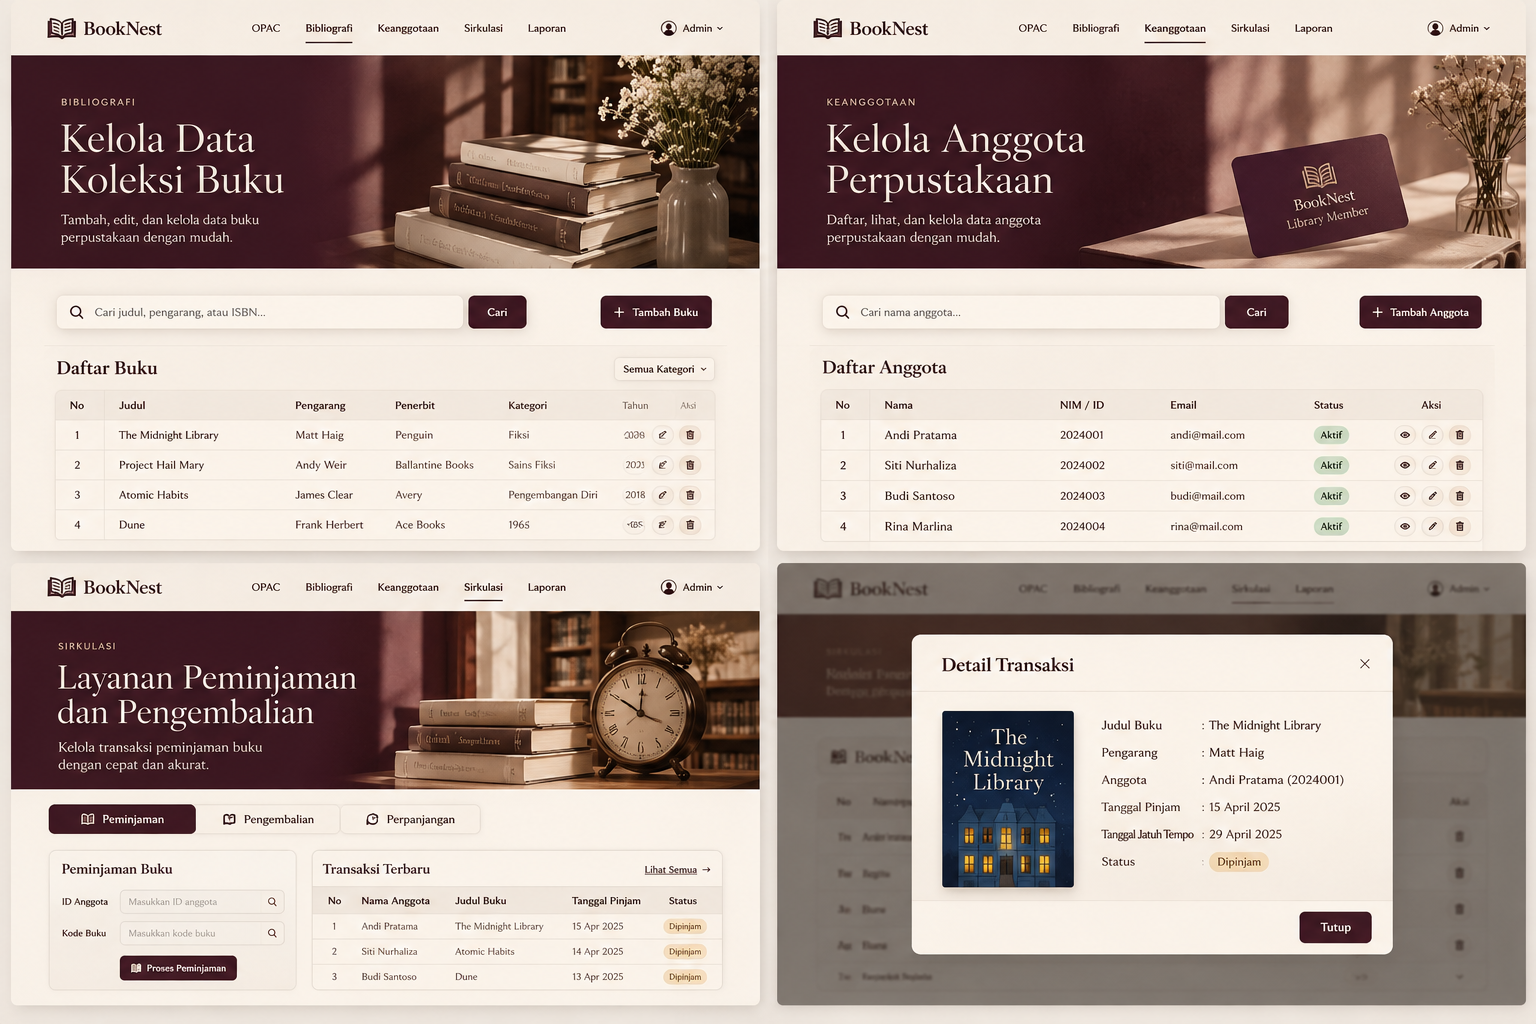 BookNest
OPAC Bibliografi Keanggotaan Sirkulasi Laporan
Admin
BIBLIOGRAFI
Kelola Data
Koleksi Buku
Tambah, edit, dan kelola data buku
perpustakaan dengan mudah.
Cari judul, pengarang, atau ISBN...
Cari
+ Tambah Buku
Daftar Buku
Semua Kategori
No Judul Pengarang Penerbit Kategori Tahun Aksi
1 The Midnight Library Matt Haig Penguin Fiksi
2 Project Hail Mary Andy Weir Ballantine Books Sains Fiksi 2021
3 Atomic Habits James Clear Avery Pengembangan Diri 2018
4 Dune Frank Herbert Ace Books 1965
BookNest
OPAC Bibliografi Keanggotaan Sirkulasi Laporan
Admin
KEANGGOTAAN
Kelola Anggota
Perpustakaan
Daftar, lihat, dan kelola data anggota
perpustakaan dengan mudah.
BookNest
Library Member
Cari nama anggota...
Cari
+ Tambah Anggota
Daftar Anggota
No Nama NIM / ID Email Status Aksi
1 Andi Pratama 2024001 andi@mail.com Aktif
2 Siti Nurhaliza 2024002 siti@mail.com Aktif
3 Budi Santoso 2024003 budi@mail.com Aktif
4 Rina Marlina 2024004 rina@mail.com Aktif
BookNest
OPAC Bibliografi Keanggotaan Sirkulasi Laporan
Admin
SIRKULASI
Layanan Peminjaman
dan Pengembalian
Kelola transaksi peminjaman buku
dengan cepat dan akurat.
Peminjaman Pengembalian Perpanjangan
Peminjaman Buku
ID Anggota Masukkan ID anggota
Kode Buku Masukkan kode buku
Proses Peminjaman
Transaksi Terbaru
Lihat Semua →
No Nama Anggota Judul Buku Tanggal Pinjam Status
1 Andi Pratama The Midnight Library 15 Apr 2025 Dipinjam
2 Siti Nurhaliza Atomic Habits 14 Apr 2025 Dipinjam
3 Budi Santoso Dune 13 Apr 2025 Dipinjam
BookNest
OPAC Bibliografi Keanggotaan Sirkulasi Laporan
Admin
Detail Transaksi
The
Midnight
Library
Judul Buku : The Midnight Library
Pengarang : Matt Haig
Anggota : Andi Pratama (2024001)
Tanggal Pinjam : 15 April 2025
Tanggal Jatuh Tempo : 29 April 2025
Status : Dipinjam
Tutup